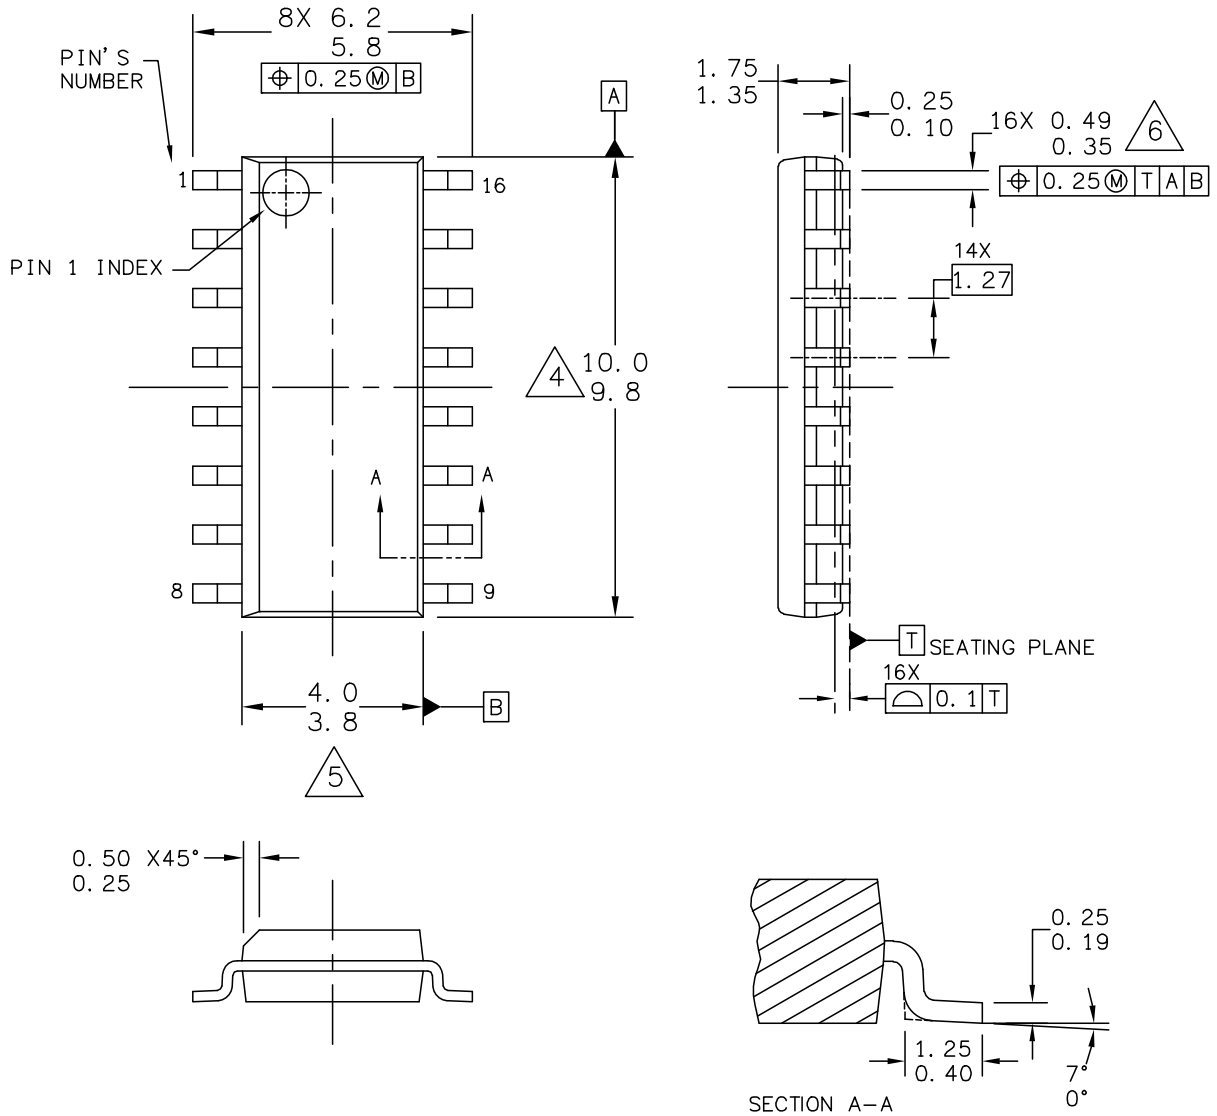 8X 6.2
5.8
⌖ 0.25 Ⓜ B
PIN'S
NUMBER
1
16
PIN 1 INDEX
8
9
A
A
A
4
10.0
9.8
4.0
3.8
B
5
1.75
1.35
0.25
0.10
16X 0.49
0.35
6
⌖ 0.25 Ⓜ T A B
14X
1.27
T SEATING PLANE
16X
⌓ 0.1 T
0.50 X45°
0.25
0.25
0.19
1.25
0.40
7°
0°
SECTION A-A